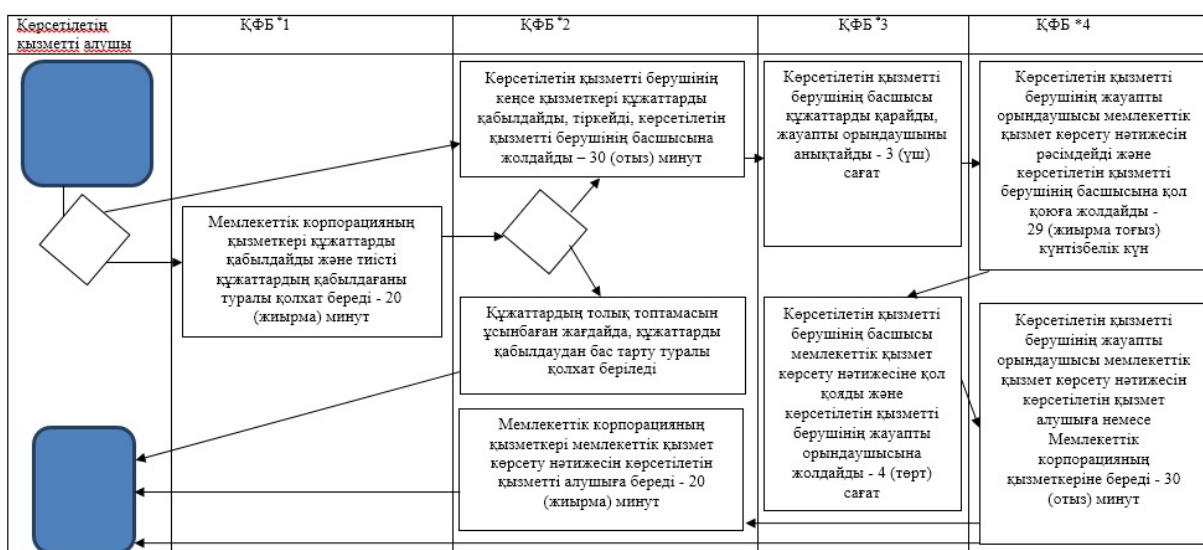 Көрсетілетін
қызметті алушы
ҚФБ *1
ҚФБ *2
ҚФБ *3
ҚФБ *4
Көрсетілетін қызметті берушінің
кеңсе қызметкері құжаттарды
қабылдайды, тіркейді, көрсетілетін
қызметті берушінің басшысына
жолдайды – 30 (отыз) минут
Көрсетілетін қызметті
берушінің басшысы
құжаттарды қарайды,
жауапты орындаушыны
анықтайды - 3 (үш)
сағат
Көрсетілетін қызметті
берушінің жауапты
орындаушысы мемлекеттік
қызмет көрсету нәтижесін
рәсімдейді және
көрсетілетін қызметті
берушінің басшысына қол
қоюға жолдайды -
29 (жиырма тоғыз)
күнтізбелік күн
Мемлекеттік корпорацияның
қызметкері құжаттарды
қабылдайды және тиісті
құжаттардың қабылдағаны
туралы қолхат береді - 20
(жиырма) минут
Құжаттардың толық топтамасын
ұсынбаған жағдайда, құжаттарды
қабылдаудан бас тарту туралы
қолхат беріледі
Көрсетілетін қызметті
берушінің басшысы
мемлекеттік қызмет
көрсету нәтижесіне қол
қояды және
көрсетілетін қызметті
берушінің жауапты
орындаушысына
жолдайды - 4 (төрт)
сағат
Көрсетілетін қызметті
берушінің жауапты
орындаушысы мемлекеттік
қызмет көрсету нәтижесін
көрсетілетін қызмет
алушыға немесе
Мемлекеттік
корпорацияның
қызметкеріне береді - 30
(отыз) минут
Мемлекеттік корпорацияның
қызметкері мемлекеттік қызмет
көрсету нәтижесін көрсетілетін
қызметті алушыға береді - 20
(жиырма) минут